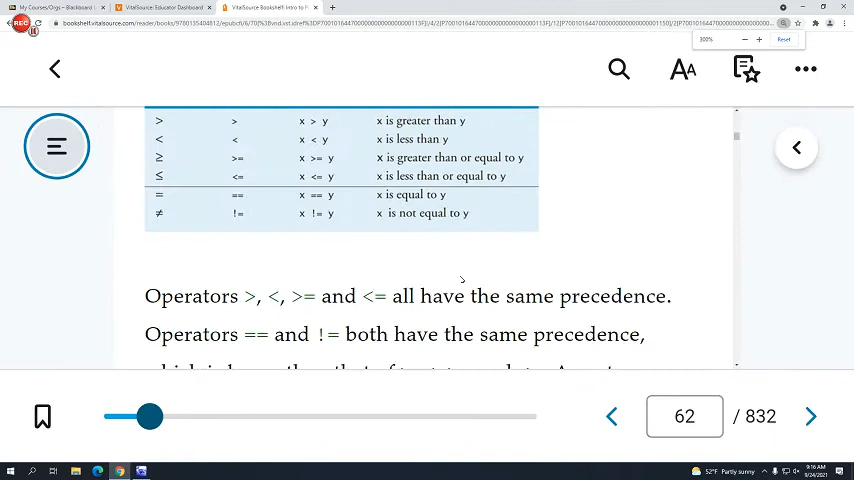 My Courses/Orgs – Blackboard L
VitalSource: Educator Dashboard
VitalSource Bookshelf: Intro to P
REC
300%
Reset
> > x > y x is greater than y
< < x < y x is less than y
≥ >= x >= y x is greater than or equal to y
≤ <= x <= y x is less than or equal to y
= == x == y x is equal to y
≠ != x != y x is not equal to y
Operators >, <, >= and <= all have the same precedence.
Operators == and != both have the same precedence,
62 / 832
52°F Partly sunny
9:16 AM
9/24/2021